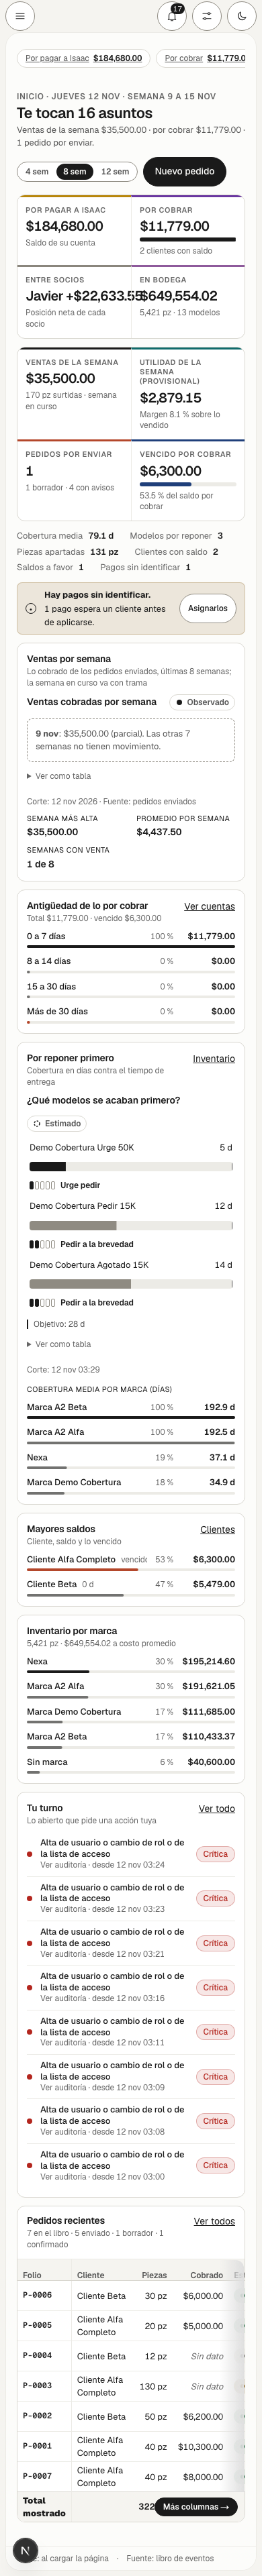 17
Por pagar a Isaac $184,680.00
Por cobrar $11,779.0
INICIO · JUEVES 12 NOV · SEMANA 9 A 15 NOV
Te tocan 16 asuntos
Ventas de la semana $35,500.00 · por cobrar $11,779.00 ·
1 pedido por enviar.
4 sem 8 sem 12 sem
Nuevo pedido
POR PAGAR A ISAAC
$184,680.00
Saldo de su cuenta
POR COBRAR
$11,779.00
2 clientes con saldo
ENTRE SOCIOS
Javier +$22,633.55
Posición neta de cada
socio
EN BODEGA
$649,554.02
5,421 pz · 13 modelos
VENTAS DE LA SEMANA
$35,500.00
170 pz surtidas · semana
en curso
UTILIDAD DE LA
SEMANA
(PROVISIONAL)
$2,879.15
Margen 8.1 % sobre lo
vendido
PEDIDOS POR ENVIAR
1
1 borrador · 4 con avisos
VENCIDO POR COBRAR
$6,300.00
53.5 % del saldo por
cobrar
Cobertura media 79.1 d Modelos por reponer 3
Piezas apartadas 131 pz Clientes con saldo 2
Saldos a favor 1 Pagos sin identificar 1
Hay pagos sin identificar.
1 pago espera un cliente antes
de aplicarse.
Asignarlos
Ventas por semana
Lo cobrado de los pedidos enviados, últimas 8 semanas;
la semana en curso va con trama
Ventas cobradas por semana
Observado
9 nov: $35,500.00 (parcial). Las otras 7
semanas no tienen movimiento.
Ver como tabla
Corte: 12 nov 2026 · Fuente: pedidos enviados
SEMANA MÁS ALTA
$35,500.00
PROMEDIO POR SEMANA
$4,437.50
SEMANAS CON VENTA
1 de 8
Antigüedad de lo por cobrar
Ver cuentas
Total $11,779.00 · vencido $6,300.00
0 a 7 días 100 % $11,779.00
8 a 14 días 0 % $0.00
15 a 30 días 0 % $0.00
Más de 30 días 0 % $0.00
Por reponer primero
Inventario
Cobertura en días contra el tiempo de
entrega
¿Qué modelos se acaban primero?
Estimado
Demo Cobertura Urge 50K 5 d
Urge pedir
Demo Cobertura Pedir 15K 12 d
Pedir a la brevedad
Demo Cobertura Agotado 15K 14 d
Pedir a la brevedad
Objetivo: 28 d
Ver como tabla
Corte: 12 nov 03:29
COBERTURA MEDIA POR MARCA (DÍAS)
Marca A2 Beta 100 % 192.9 d
Marca A2 Alfa 100 % 192.5 d
Nexa 19 % 37.1 d
Marca Demo Cobertura 18 % 34.9 d
Mayores saldos
Clientes
Cliente, saldo y lo vencido
Cliente Alfa Completo vencido 53 % $6,300.00
Cliente Beta 0 d 47 % $5,479.00
Inventario por marca
5,421 pz · $649,554.02 a costo promedio
Nexa 30 % $195,214.60
Marca A2 Alfa 30 % $191,621.05
Marca Demo Cobertura 17 % $111,685.00
Marca A2 Beta 17 % $110,433.37
Sin marca 6 % $40,600.00
Tu turno
Ver todo
Lo abierto que pide una acción tuya
Alta de usuario o cambio de rol o de
la lista de acceso
Ver auditoría · desde 12 nov 03:24
Crítica
Alta de usuario o cambio de rol o de
la lista de acceso
Ver auditoría · desde 12 nov 03:23
Crítica
Alta de usuario o cambio de rol o de
la lista de acceso
Ver auditoría · desde 12 nov 03:21
Crítica
Alta de usuario o cambio de rol o de
la lista de acceso
Ver auditoría · desde 12 nov 03:16
Crítica
Alta de usuario o cambio de rol o de
la lista de acceso
Ver auditoría · desde 12 nov 03:11
Crítica
Alta de usuario o cambio de rol o de
la lista de acceso
Ver auditoría · desde 12 nov 03:09
Crítica
Alta de usuario o cambio de rol o de
la lista de acceso
Ver auditoría · desde 12 nov 03:08
Crítica
Alta de usuario o cambio de rol o de
la lista de acceso
Ver auditoría · desde 12 nov 03:00
Crítica
Pedidos recientes
Ver todos
7 en el libro · 5 enviado · 1 borrador · 1
confirmado
Folio Cliente Piezas Cobrado
P-0006 Cliente Beta 30 pz $6,000.00
P-0005 Cliente Alfa Completo 20 pz $5,000.00
P-0004 Cliente Beta 12 pz Sin dato
P-0003 Cliente Alfa Completo 130 pz Sin dato
P-0002 Cliente Beta 50 pz $6,200.00
P-0001 Cliente Alfa Completo 40 pz $10,300.00
P-0007 Cliente Alfa Completo 40 pz $8,000.00
Total mostrado 322
Más columnas →
N
al cargar la página · Fuente: libro de eventos